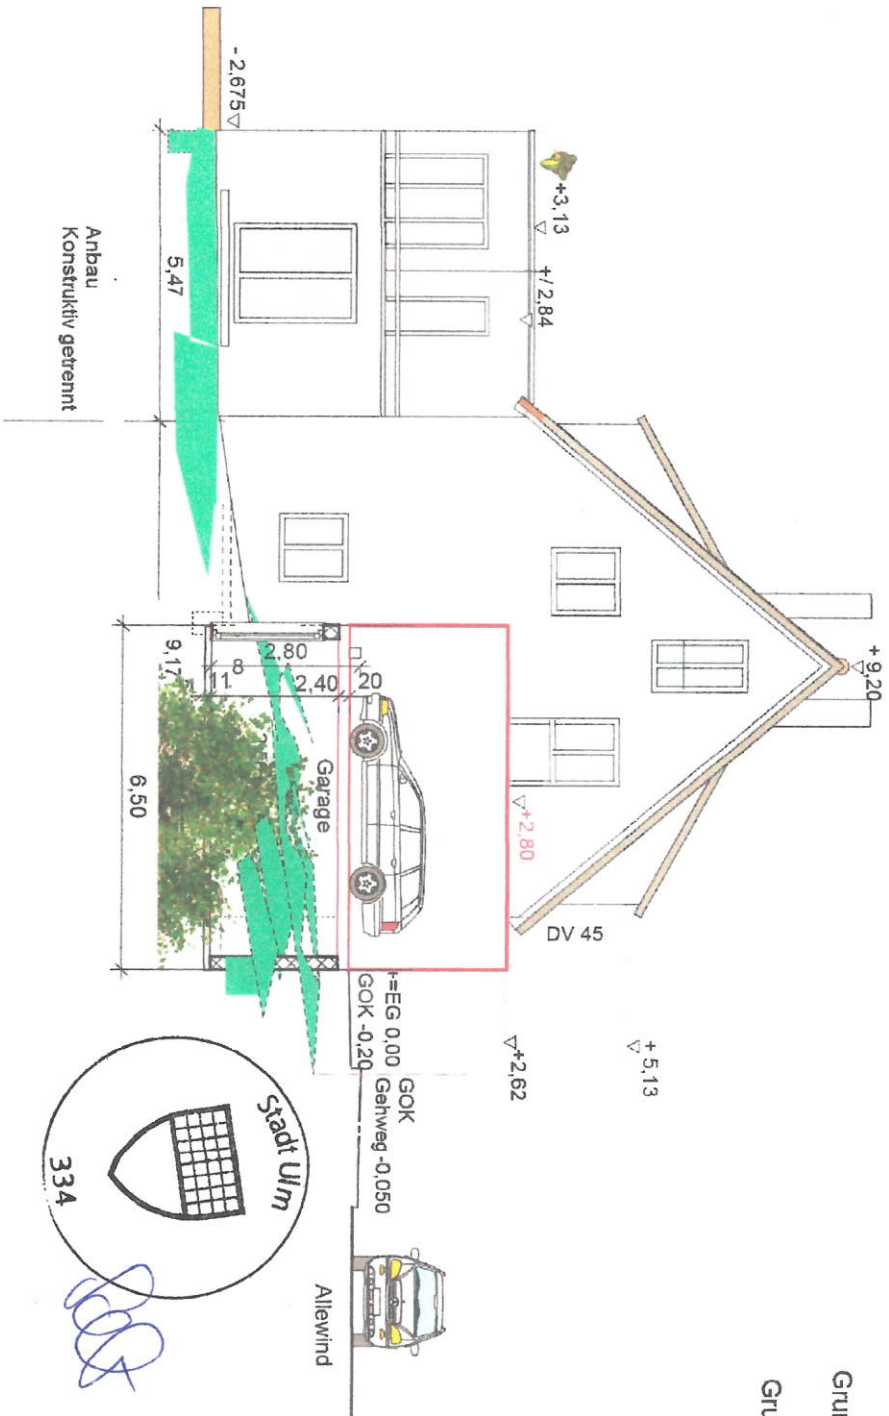 Grun
Gru
+ 9,20
+ 5,13
+3,13
+/ 2,84
DV 45
+2,80
+2,62
- 2,675
+=EG 0,00
GOK -0,20
GOK
Gehweg -0,050
2,80
8
20
11
2,40
9,17
Garage
Allewind
5,47
6,50
Anbau
Konstruktiv getrennt
Stadt Ulm
334